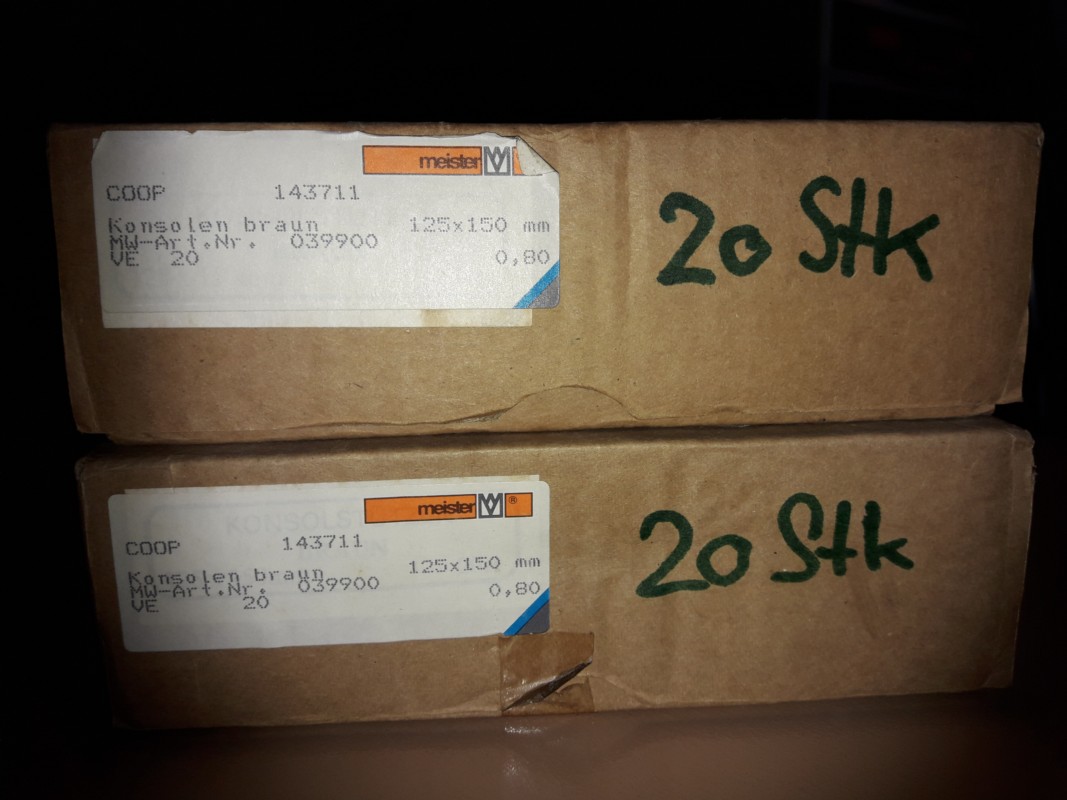 meister
COOP 143711
Konsolen braun 125x150 mm
MW-Art.Nr. 039900
VE 20 0,80
20 Stk
meister ®
COOP 143711
Konsolen braun 125x150 mm
MW-Art.Nr. 039900 0,80
VE 20
20 Stk